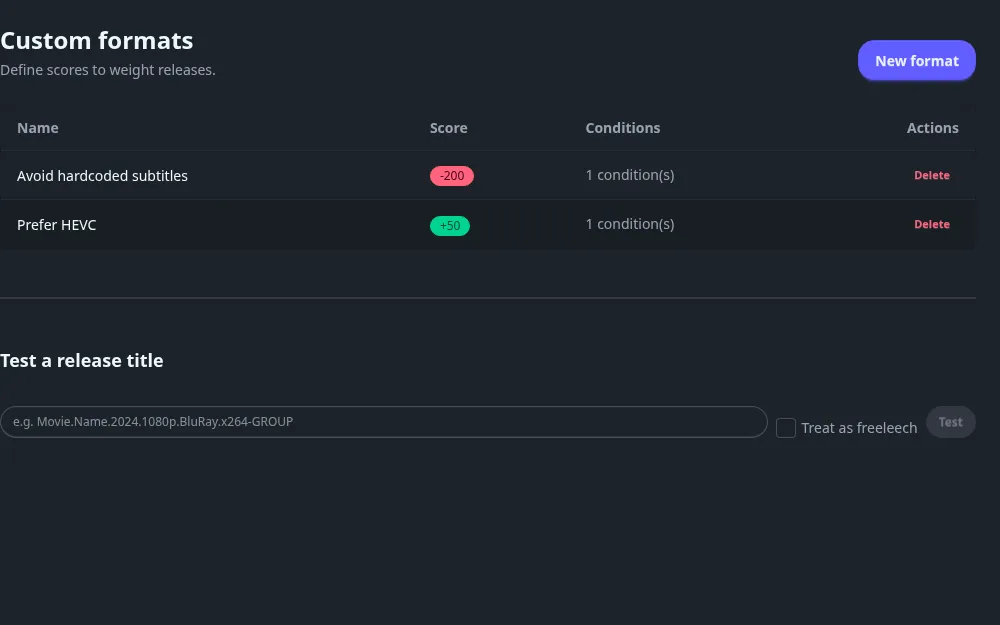 Custom formats
Define scores to weight releases.
New format
Name Score Conditions Actions
Avoid hardcoded subtitles -200 1 condition(s) Delete
Prefer HEVC +50 1 condition(s) Delete
Test a release title
e.g. Movie.Name.2024.1080p.BluRay.x264-GROUP Treat as freeleech Test